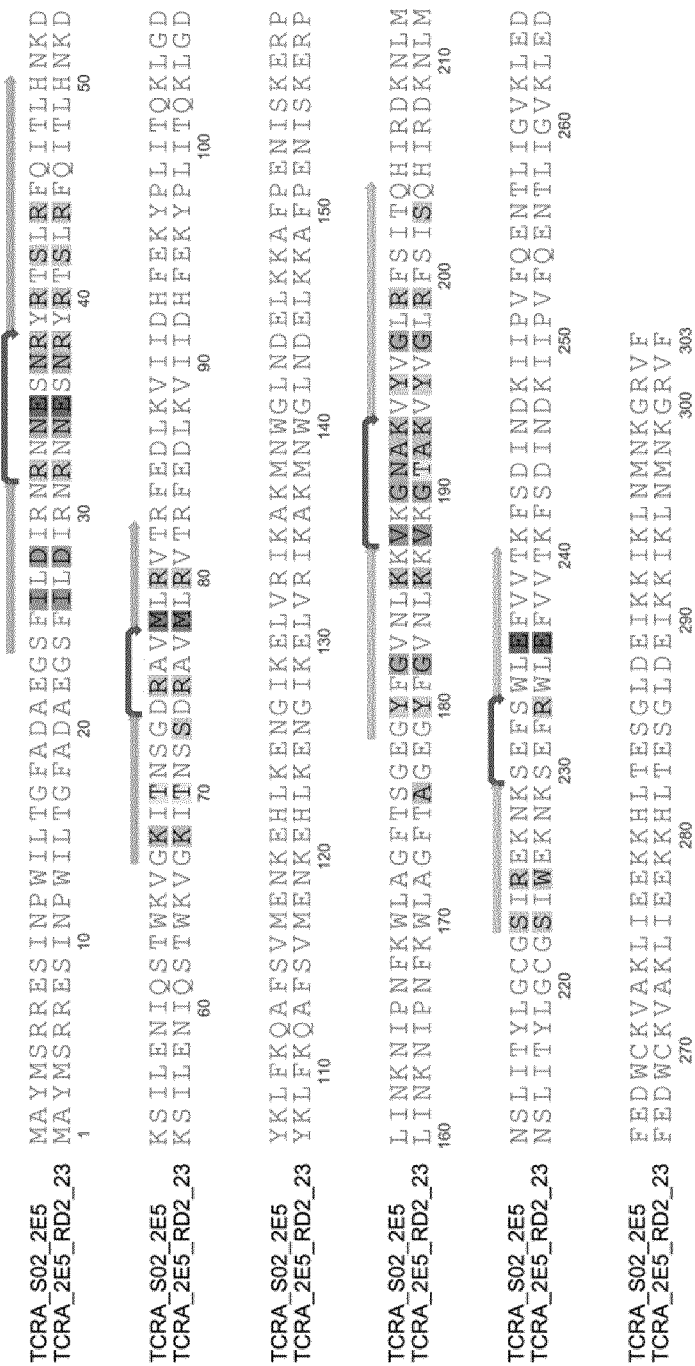 TCRA_S02_2E5 MAYMSRRESINPWILTGFADAEGSFILDIRNRNNESNRYRTSLRFQITLHNKD
TCRA_2E5_RD2_23 MAYMSRRESINPWILTGFADAEGSFILDIRNRNNESNRYRTSLRFQITLHNKD
1 10 20 30 40 50
TCRA_S02_2E5 KSILENIQSTWKVGKITNSGDRAVMLRVTRFEDLKVIIDHFEKYPLITQKLGD
TCRA_2E5_RD2_23 KSILENIQSTWKVGKITNSSDRAVMLRVTRFEDLKVIIDHFEKYPLITQKLGD
60 70 80 90 100
TCRA_S02_2E5 YKLFKQAFSVMENKEHLKENGIKELVRIKAKMNWGLNDELKKAFPENISKERP
TCRA_2E5_RD2_23 YKLFKQAFSVMENKEHLKENGIKELVRIKAKMNWGLNDELKKAFPENISKERP
110 120 130 140 150
TCRA_S02_2E5 LINKNIPNFKWLAGFTSGEGYFGVNLKKVKGNAKVYVGLRFSITQHIRDKNLM
TCRA_2E5_RD2_23 LINKNIPNFKWLAGFTAGEGYFGVNLKKVKGTAKVYVGLRFSISQHIRDKNLM
160 170 180 190 200 210
TCRA_S02_2E5 NSLITYLGCGSIREKNKSEFSWLEFVVTKFSDINDKIIPVFQENTLIGVKLED
TCRA_2E5_RD2_23 NSLITYLGCGSIWEKNKSEFRWLEFVVTKFSDINDKIIPVFQENTLIGVKLED
220 230 240 250 260
TCRA_S02_2E5 FEDWCKVAKLIEEKKHLTESGLDEIKKIKLNMNKGRVF
TCRA_2E5_RD2_23 FEDWCKVAKLIEEKKHLTESGLDEIKKIKLNMNKGRVF
270 280 290 300 303